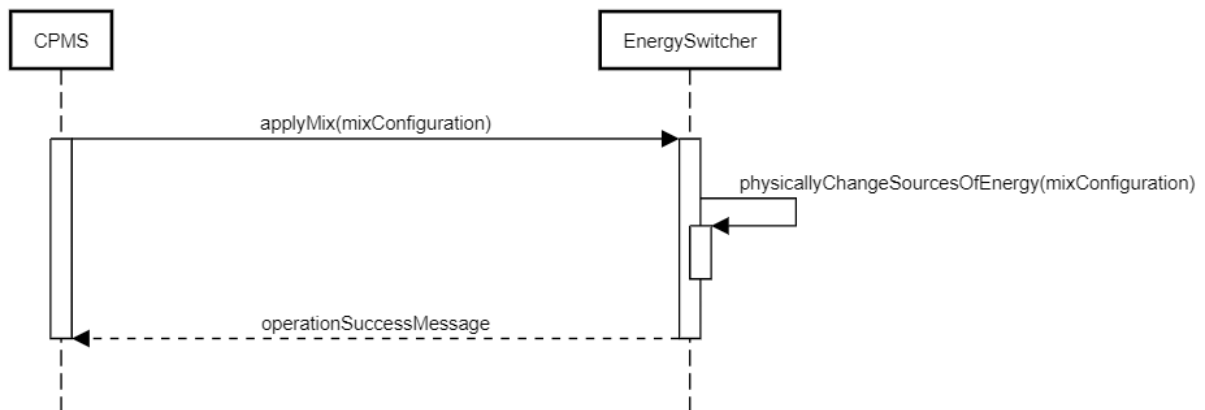 CPMS
EnergySwitcher
applyMix(mixConfiguration)
physicallyChangeSourcesOfEnergy(mixConfiguration)
operationSuccessMessage